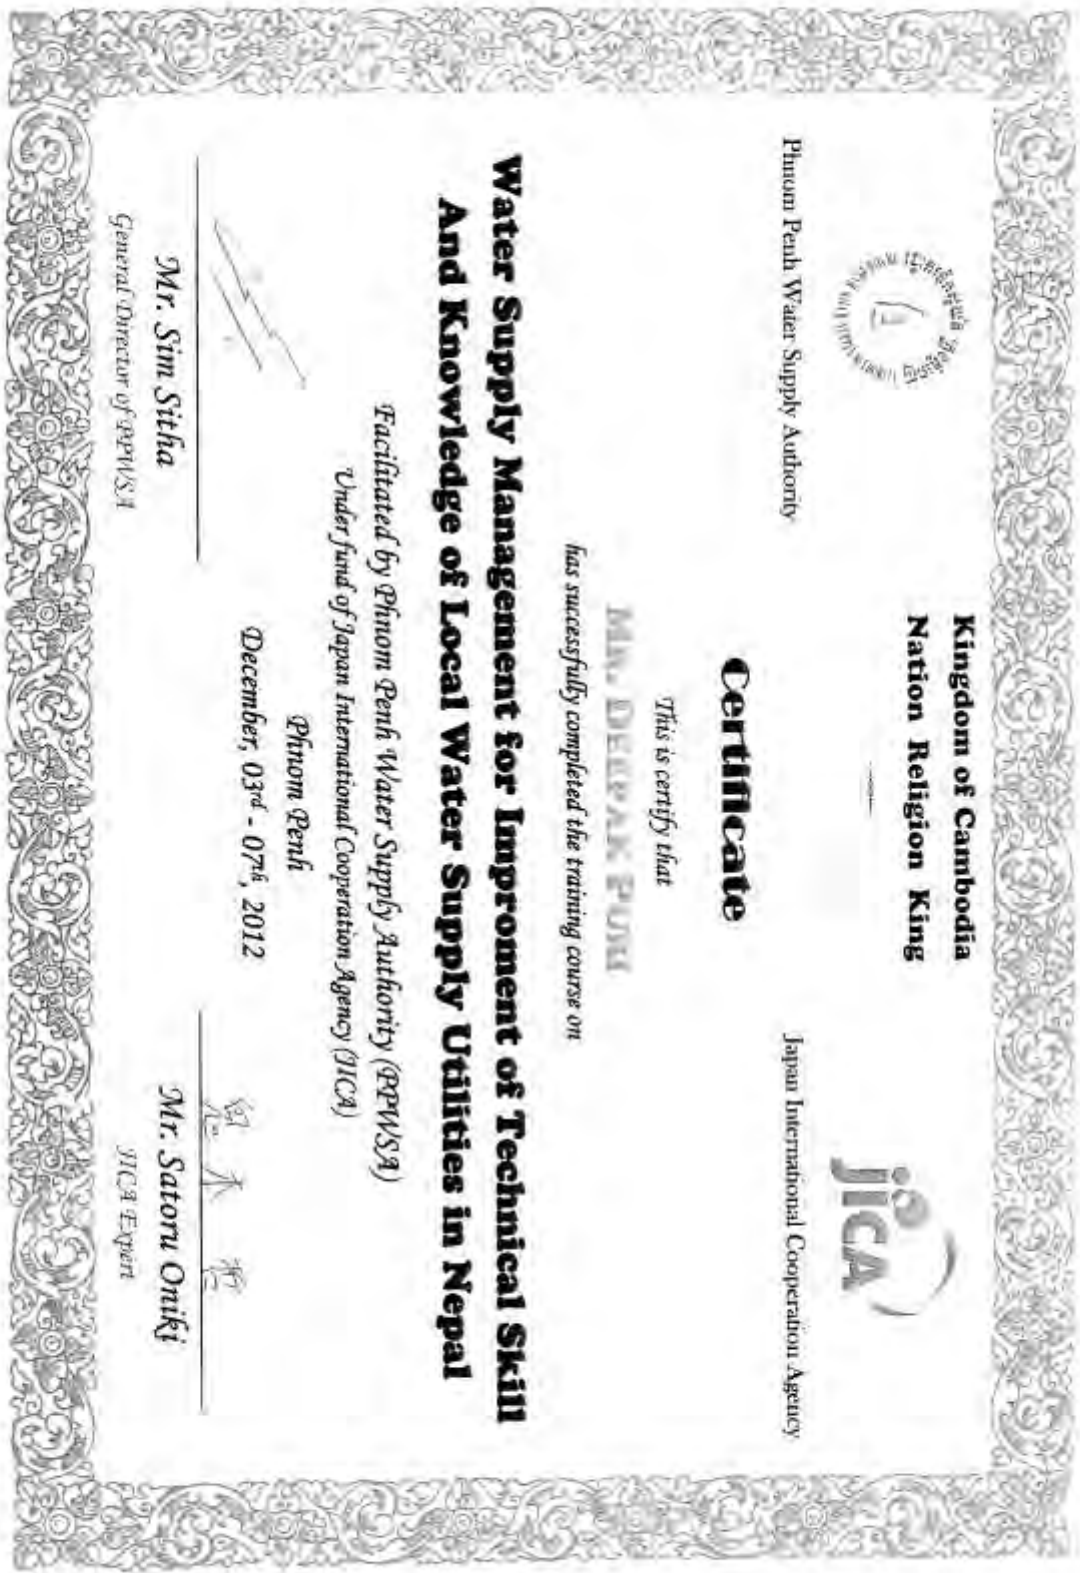 Kingdom of Cambodia
Nation Religion King
Phnom Penh Water Supply Authority
jica
Japan International Cooperation Agency
Certificate
This is certify that
MR. DEEPAK PUN
has successfully completed the training course on
Water Supply Management for Improment of Technical Skill
And Knowledge of Local Water Supply Utilities in Nepal
Facilitated by Phnom Penh Water Supply Authority (PPWSA)
Under fund of Japan International Cooperation Agency (JICA)
Phnom Penh
December, 03rd - 07th, 2012
Mr. Sim Sitha
General Director of PPWSA
Mr. Satoru Oniki
JICA Expert